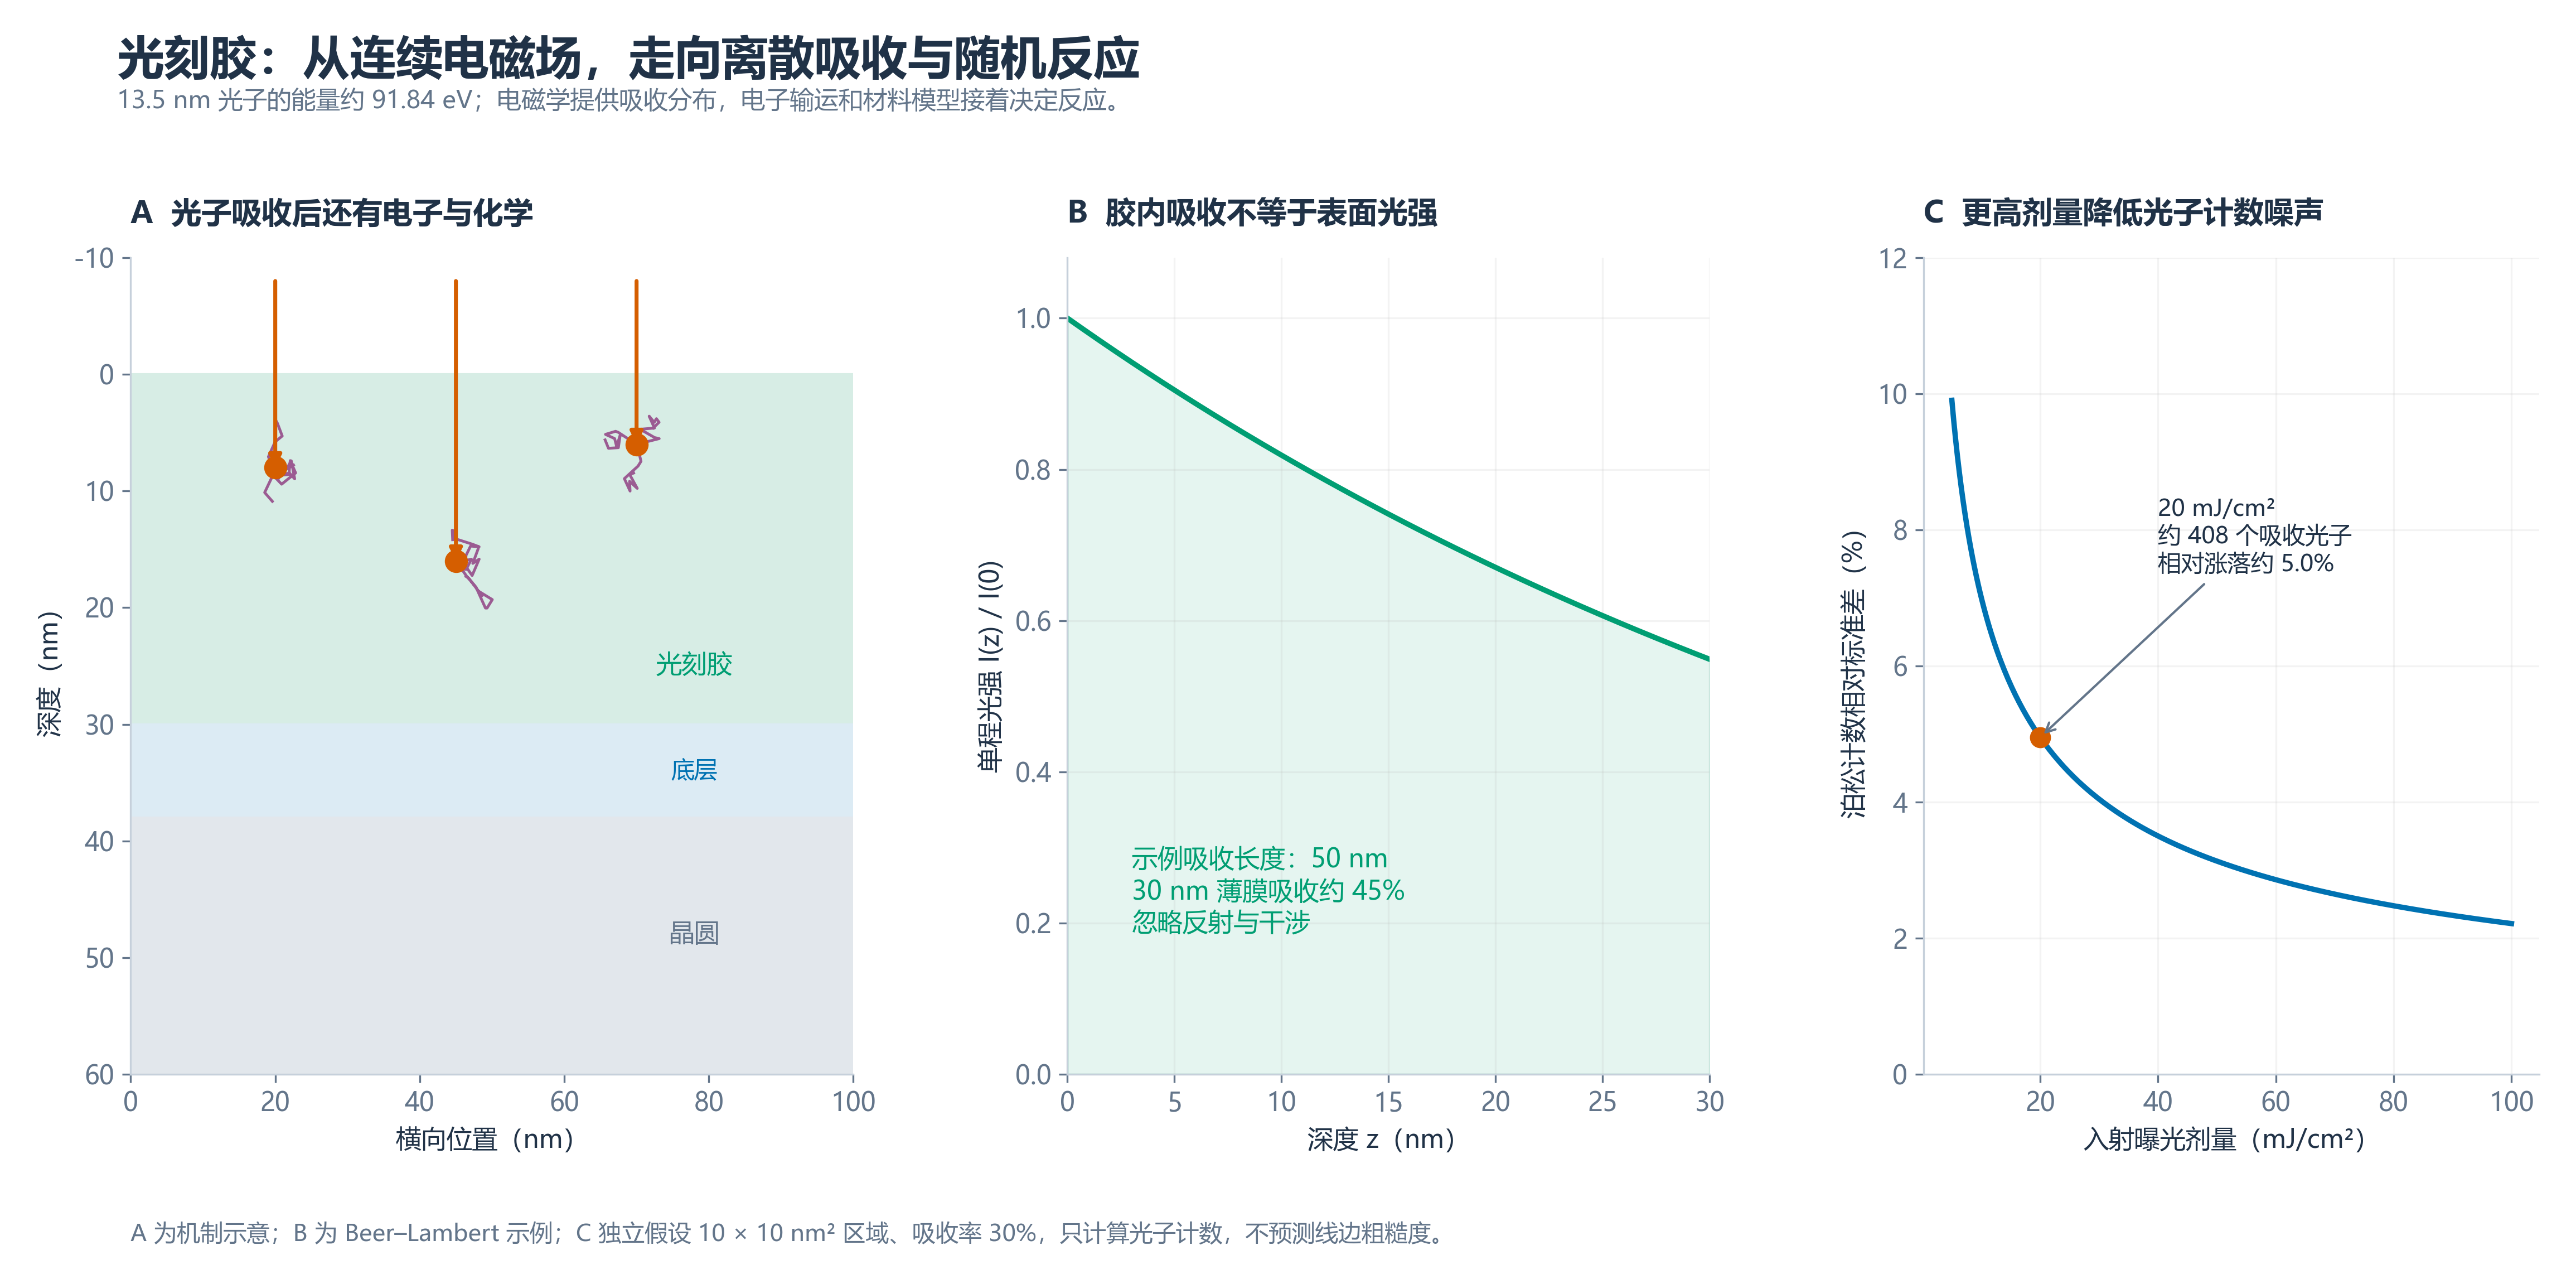 光刻胶：从连续电磁场，走向离散吸收与随机反应
13.5 nm 光子的能量约 91.84 eV；电磁学提供吸收分布，电子输运和材料模型接着决定反应。
A 光子吸收后还有电子与化学
-10
0
10
20
30
40
50
60
深度（nm）
光刻胶
底层
晶圆
0
20
40
60
80
100
横向位置（nm）
B 胶内吸收不等于表面光强
1.0
0.8
0.6
0.4
0.2
0.0
单程光强 I(z) / I(0)
示例吸收长度：50 nm
30 nm 薄膜吸收约 45%
忽略反射与干涉
0
5
10
15
20
25
30
深度 z（nm）
C 更高剂量降低光子计数噪声
12
10
8
6
4
2
0
泊松计数相对标准差（%）
20 mJ/cm²
约 408 个吸收光子
相对涨落约 5.0%
20
40
60
80
100
入射曝光剂量（mJ/cm²）
A 为机制示意；B 为 Beer–Lambert 示例；C 独立假设 10 × 10 nm² 区域、吸收率 30%，只计算光子计数，不预测线边粗糙度。